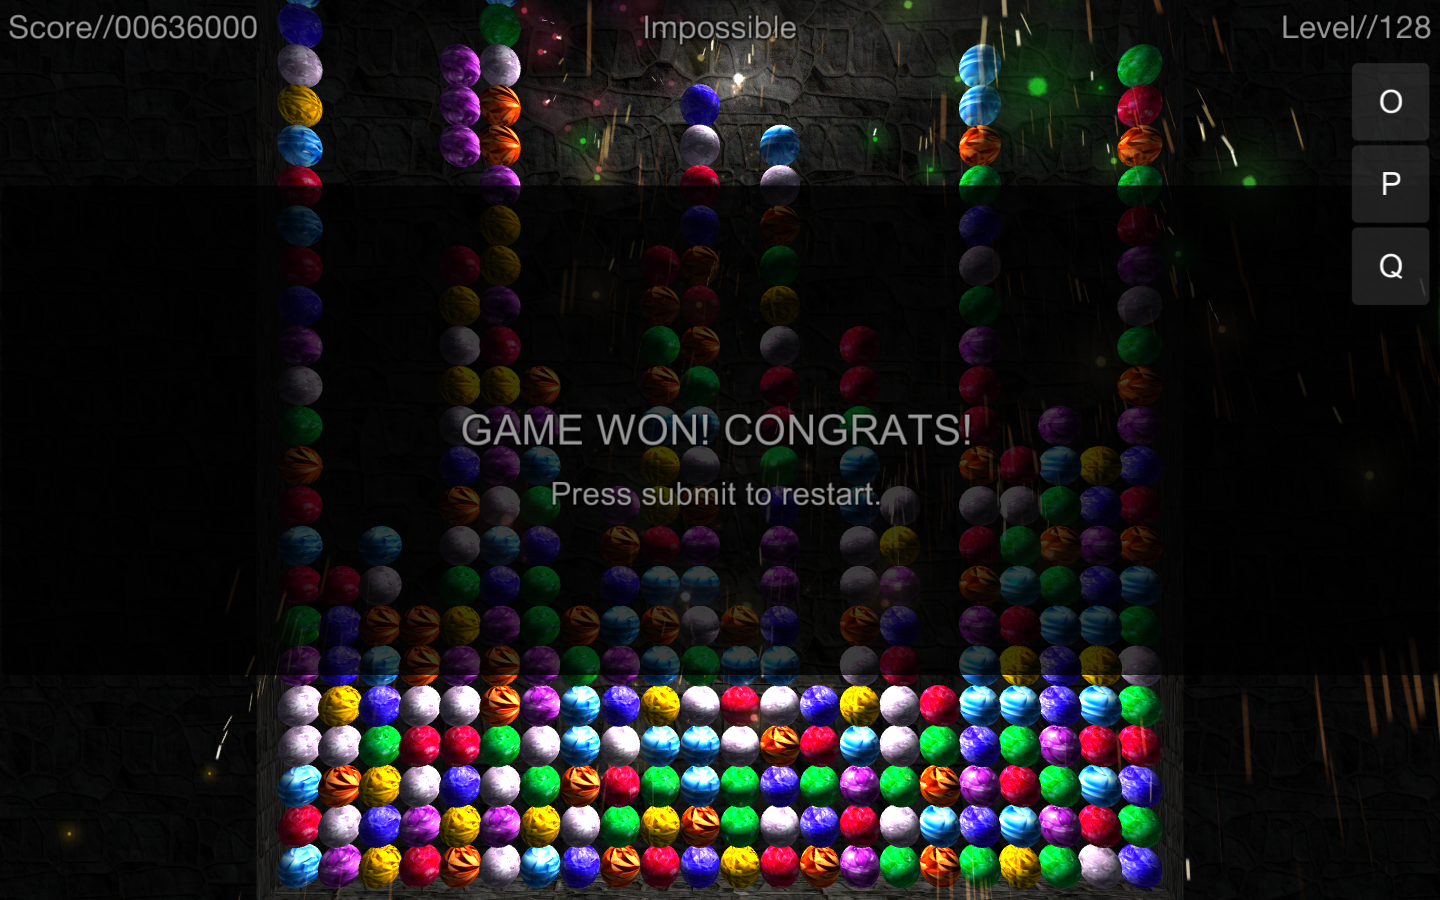 Score//00636000
Impossible
Level//128
O
P
Q
GAME WON! CONGRATS!
Press submit to restart.